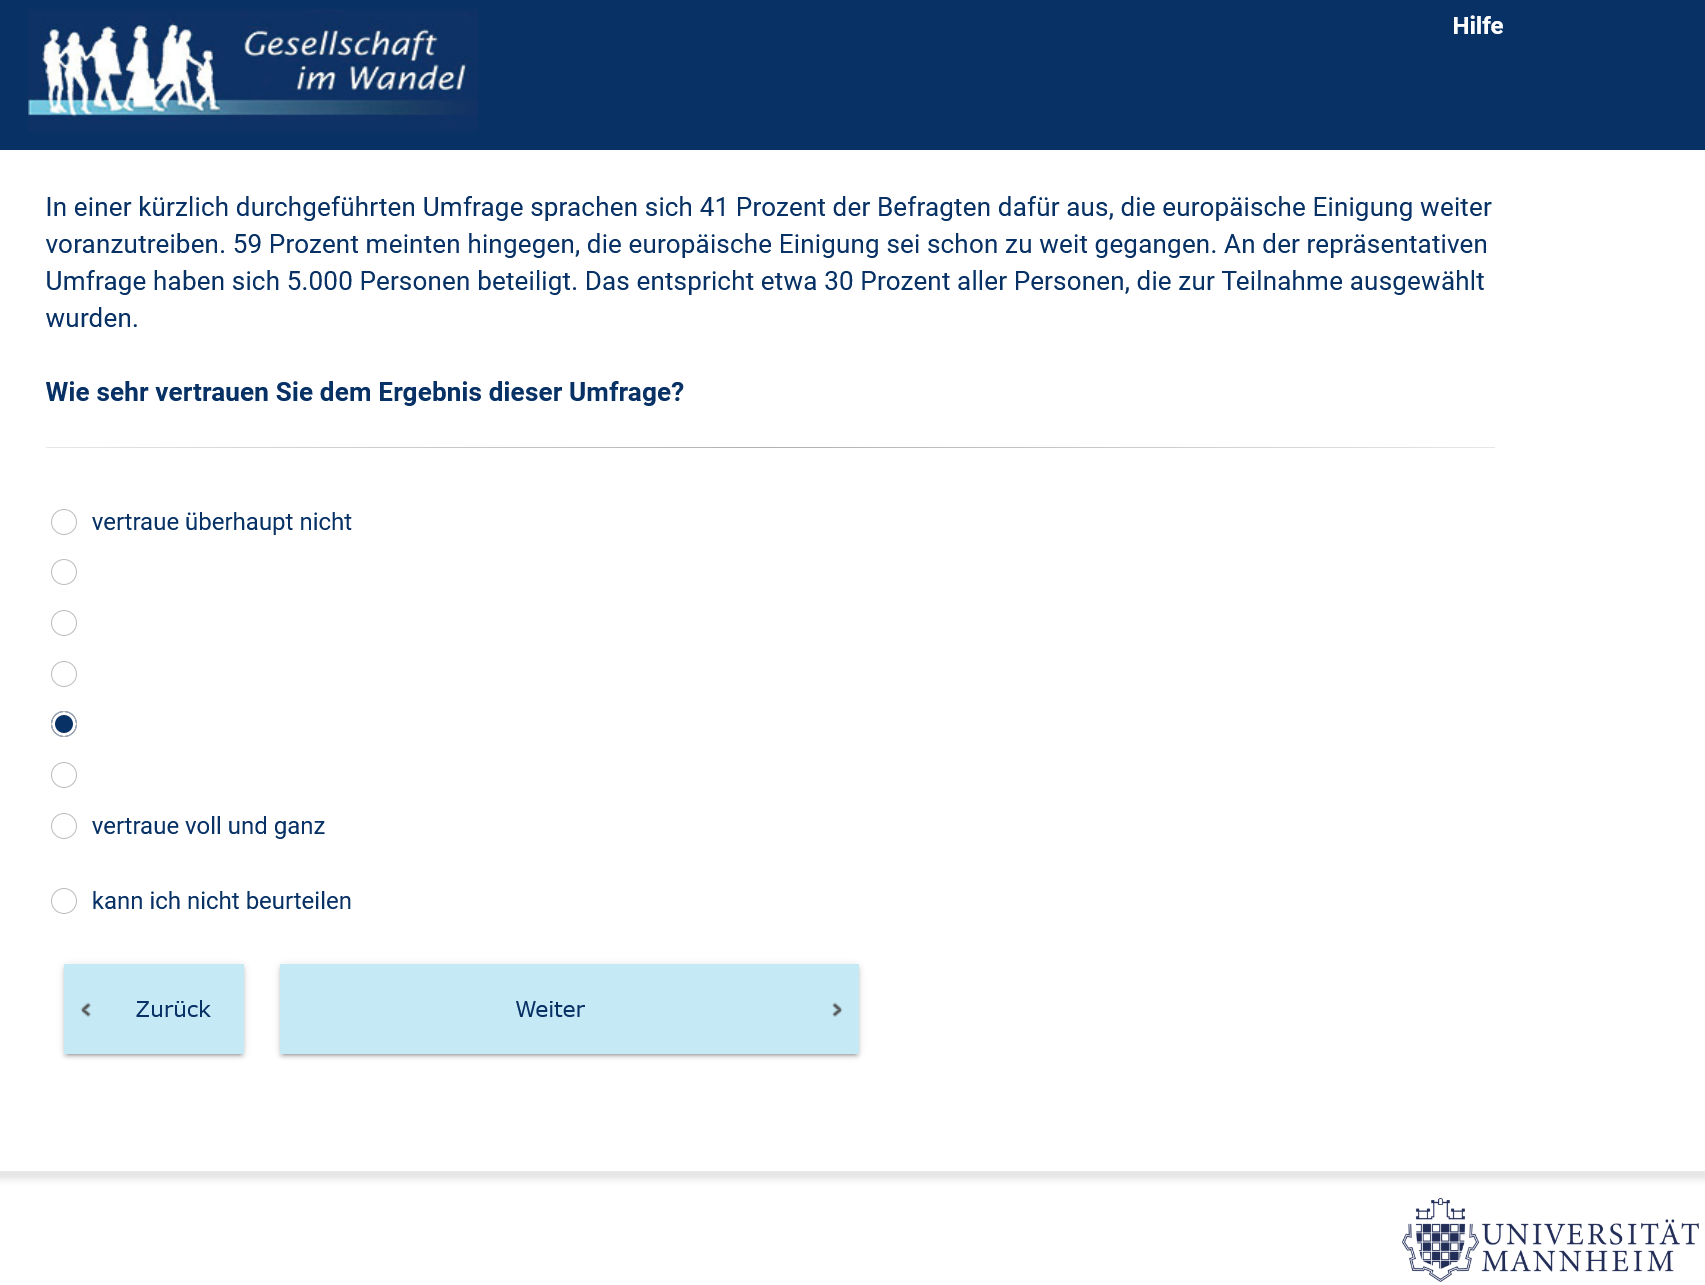 Gesellschaft
im Wandel
Hilfe
In einer kürzlich durchgeführten Umfrage sprachen sich 41 Prozent der Befragten dafür aus, die europäische Einigung weiter
voranzutreiben. 59 Prozent meinten hingegen, die europäische Einigung sei schon zu weit gegangen. An der repräsentativen
Umfrage haben sich 5.000 Personen beteiligt. Das entspricht etwa 30 Prozent aller Personen, die zur Teilnahme ausgewählt
wurden.
Wie sehr vertrauen Sie dem Ergebnis dieser Umfrage?
vertraue überhaupt nicht
vertraue voll und ganz
kann ich nicht beurteilen
Zurück
Weiter
UNIVERSITÄT
MANNHEIM